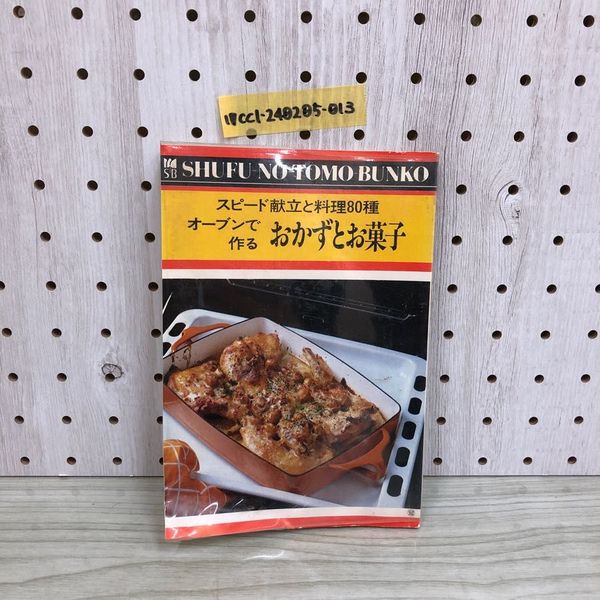 17CC1-240205-013
SB
SHUFU-NO-TOMO-BUNKO
スピード献立と料理80種
オーブンで
作る
おかずとお菓子